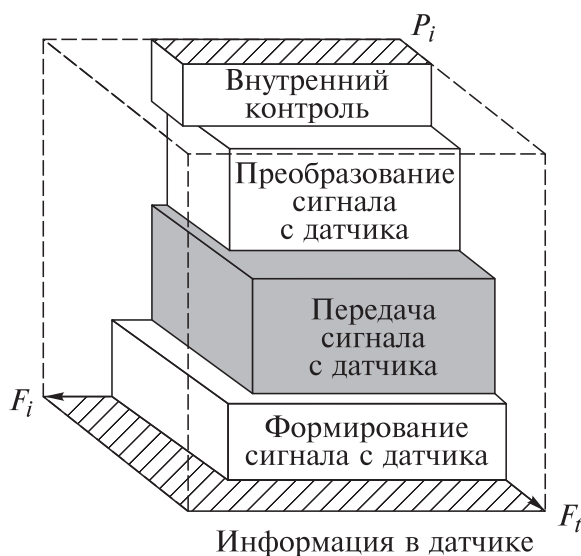 P_i
Внутренний
контроль
Преобразование
сигнала
с датчика
Передача
сигнала
с датчика
F_i
Формирование
сигнала с датчика
F_t
Информация в датчике